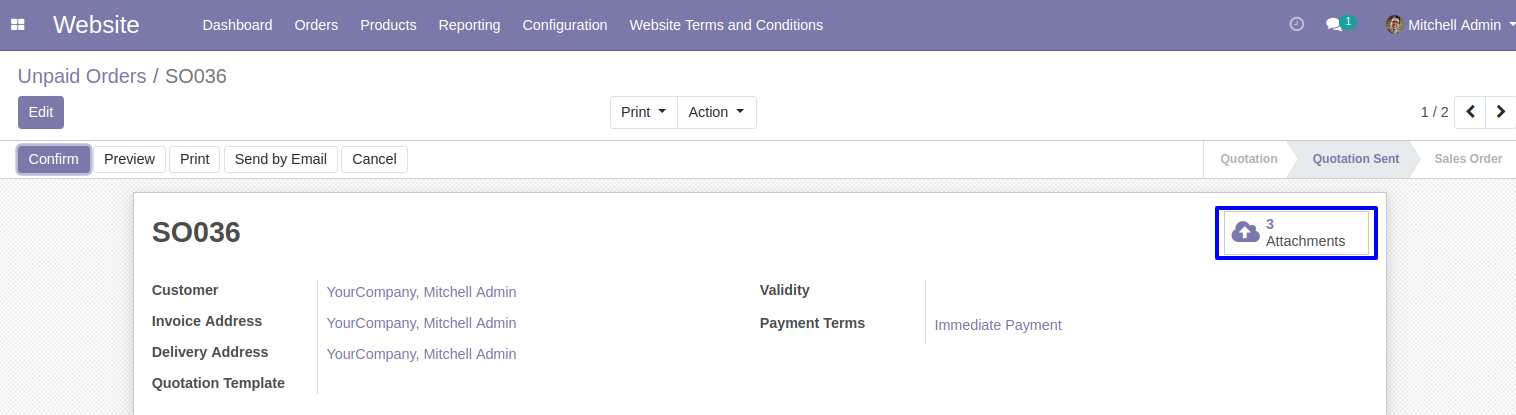 Website Dashboard Orders Products Reporting Configuration Website Terms and Conditions 1 Mitchell Admin
Unpaid Orders / SO036
Edit Print Action 1 / 2
Confirm Preview Print Send by Email Cancel Quotation Quotation Sent Sales Order
SO036
3
Attachments
Customer YourCompany, Mitchell Admin Validity
Invoice Address YourCompany, Mitchell Admin Payment Terms Immediate Payment
Delivery Address YourCompany, Mitchell Admin
Quotation Template